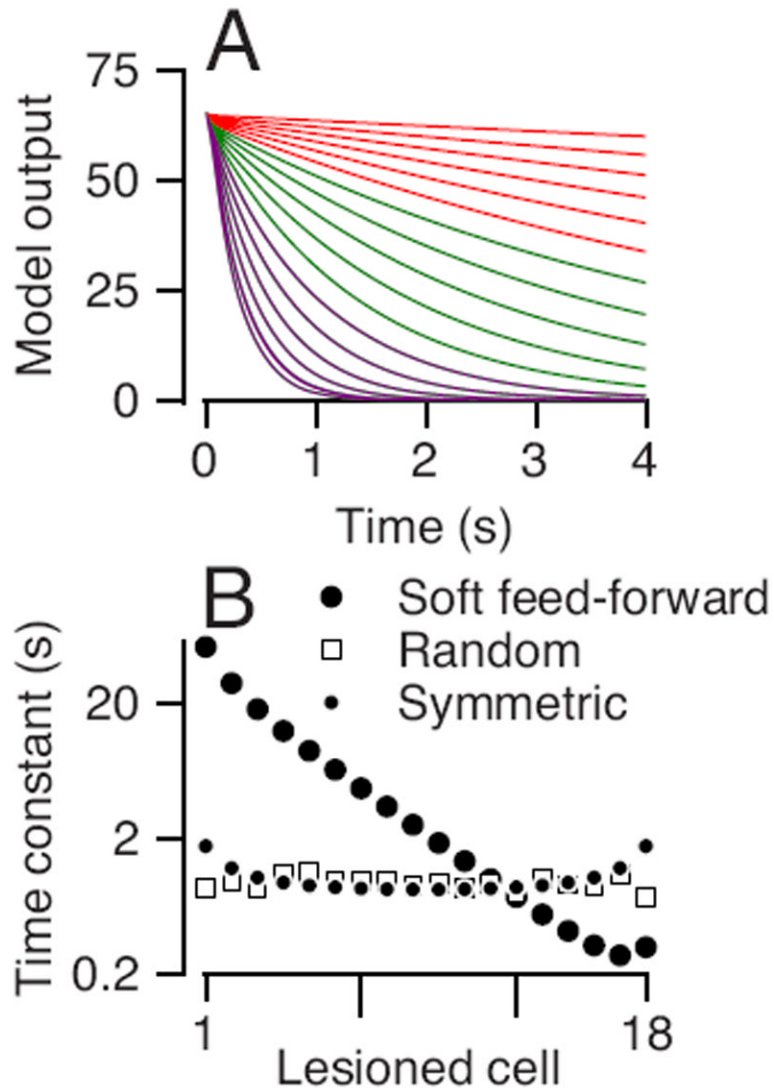 A
75
50
25
0
Model output
0 1 2 3 4
Time (s)
B
Soft feed-forward
Random
Symmetric
20
2
0.2
Time constant (s)
1 18
Lesioned cell